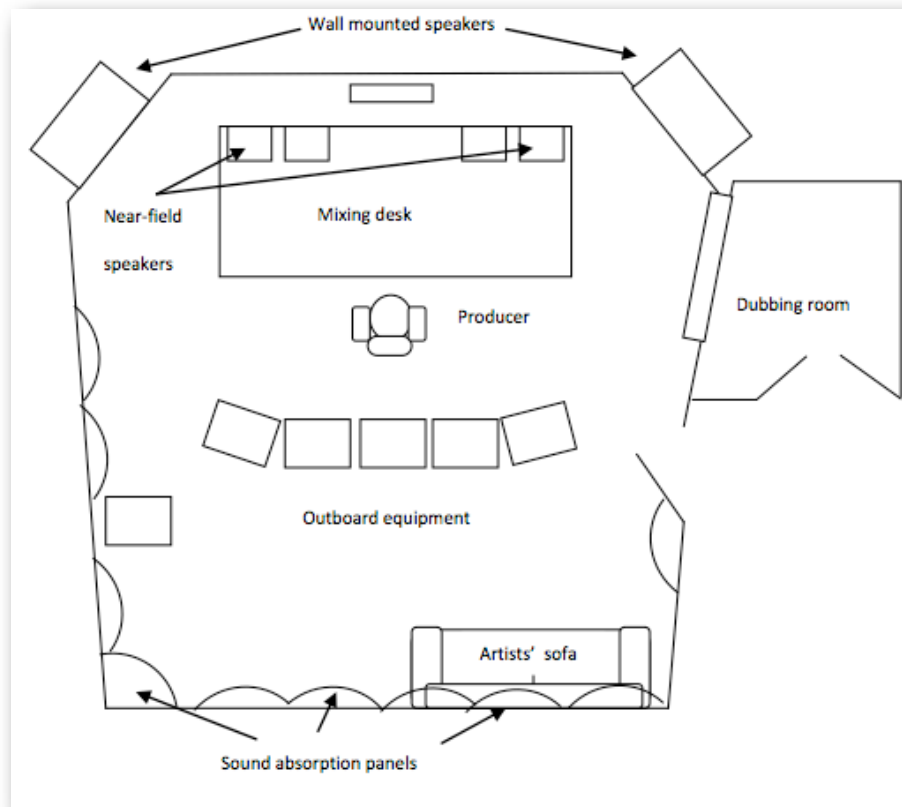 Wall mounted speakers
Near-field
speakers
Mixing desk
Producer
Dubbing room
Outboard equipment
Artists' sofa
Sound absorption panels